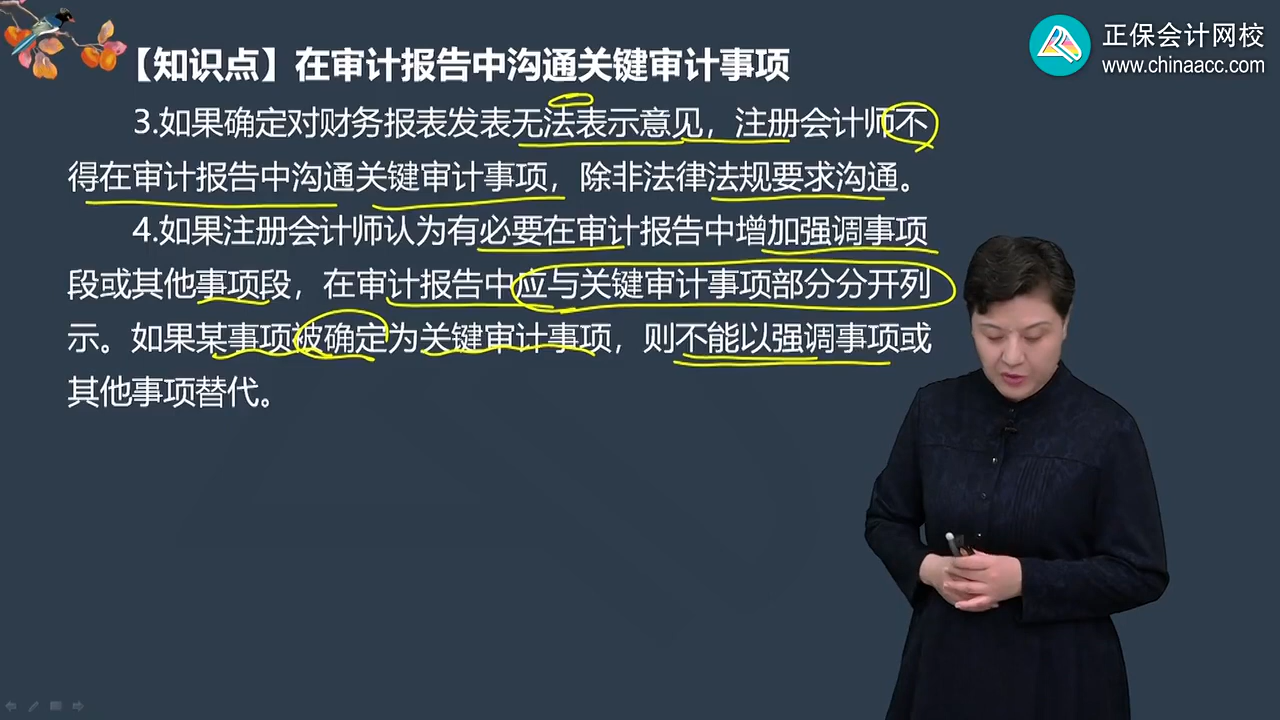 正保会计网校
www.chinaacc.com
【知识点】在审计报告中沟通关键审计事项
3.如果确定对财务报表发表无法表示意见，注册会计师不
得在审计报告中沟通关键审计事项，除非法律法规要求沟通。
4.如果注册会计师认为有必要在审计报告中增加强调事项
段或其他事项段，在审计报告中应与关键审计事项部分分开列
示。如果某事项被确定为关键审计事项，则不能以强调事项或
其他事项替代。